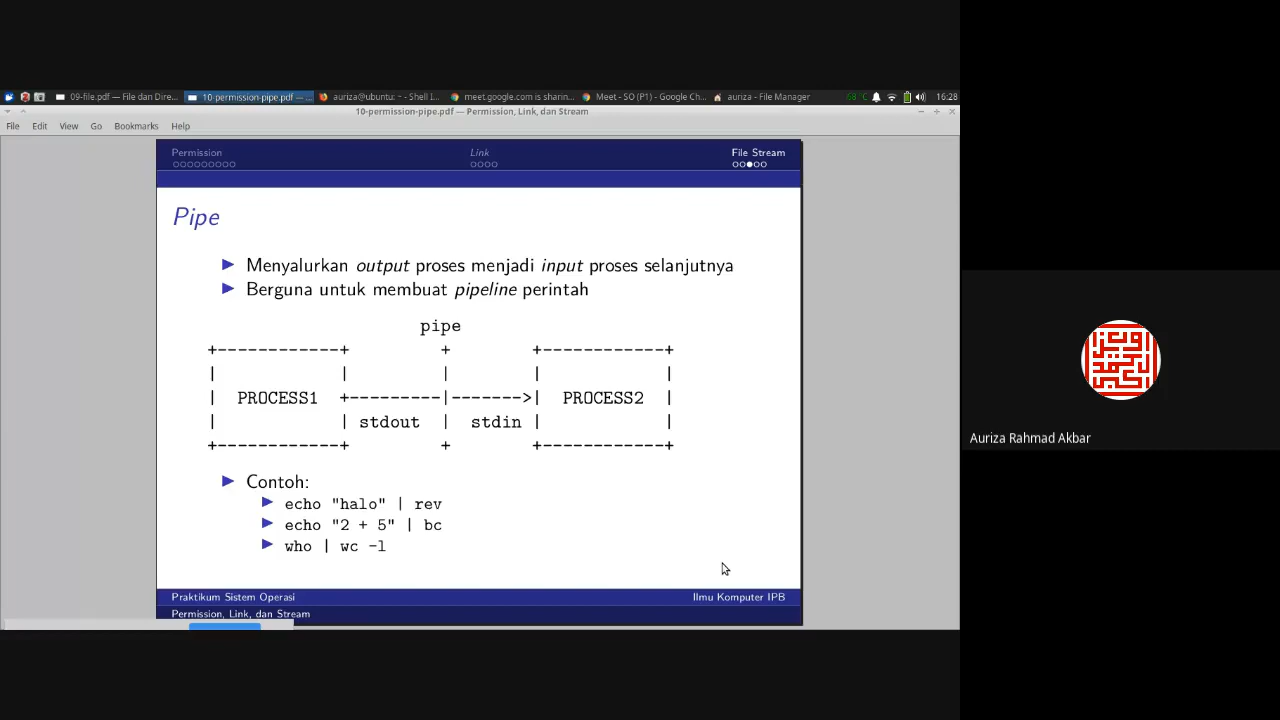 09-file.pdf — File dan Dire...
10-permission-pipe.pdf — ...
auriza@ubuntu: ~ - Shell I...
meet.google.com is sharin...
Meet - SO (P1) - Google Ch...
auriza - File Manager
68°C
16:28
10-permission-pipe.pdf — Permission, Link, dan Stream
File Edit View Go Bookmarks Help
Permission Link File Stream
Pipe
Menyalurkan output proses menjadi input proses selanjutnya
Berguna untuk membuat pipeline perintah
pipe
+------------+ + +------------+
| | | | |
| PROCESS1 +---------|------->| PROCESS2 |
| | stdout | stdin | |
+------------+ + +------------+
Contoh:
echo "halo" | rev
echo "2 + 5" | bc
who | wc -l
Praktikum Sistem Operasi Ilmu Komputer IPB
Permission, Link, dan Stream
Auriza Rahmad Akbar